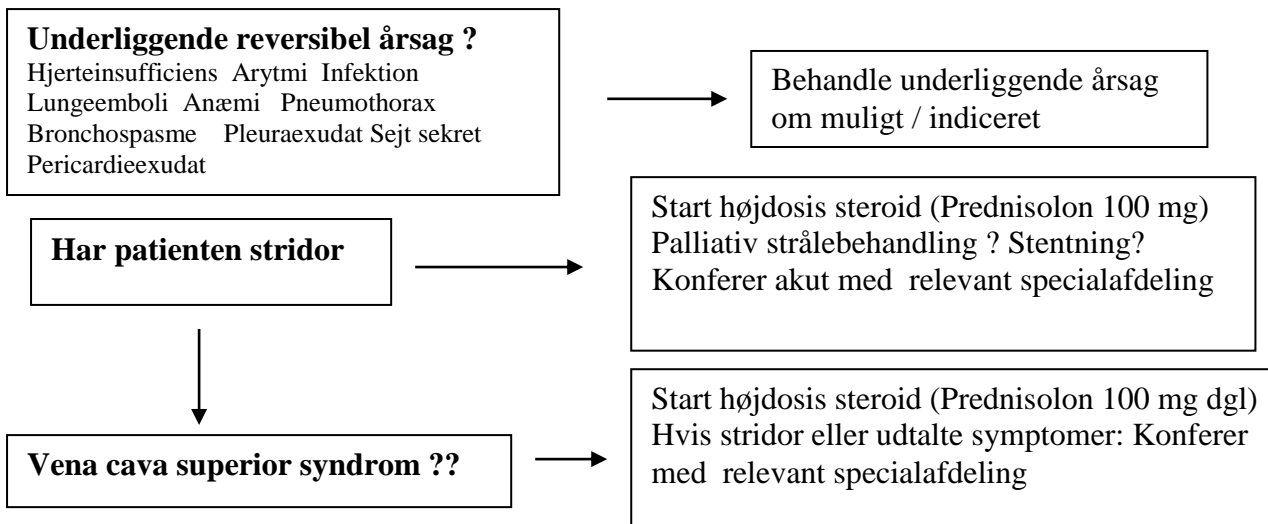 Underliggende reversibel årsag ?
Hjerteinsufficiens Arytmi Infektion
Lungeemboli Anæmi Pneumothorax
Bronchospasme Pleuraexudat Sejt sekret
Pericardieexudat
Behandle underliggende årsag
om muligt / indiceret
Har patienten stridor
Start højdosis steroid (Prednisolon 100 mg)
Palliativ strålebehandling ? Stentning?
Konferer akut med relevant specialafdeling
Vena cava superior syndrom ??
Start højdosis steroid (Prednisolon 100 mg dgl)
Hvis stridor eller udtalte symptomer: Konferer
med relevant specialafdeling